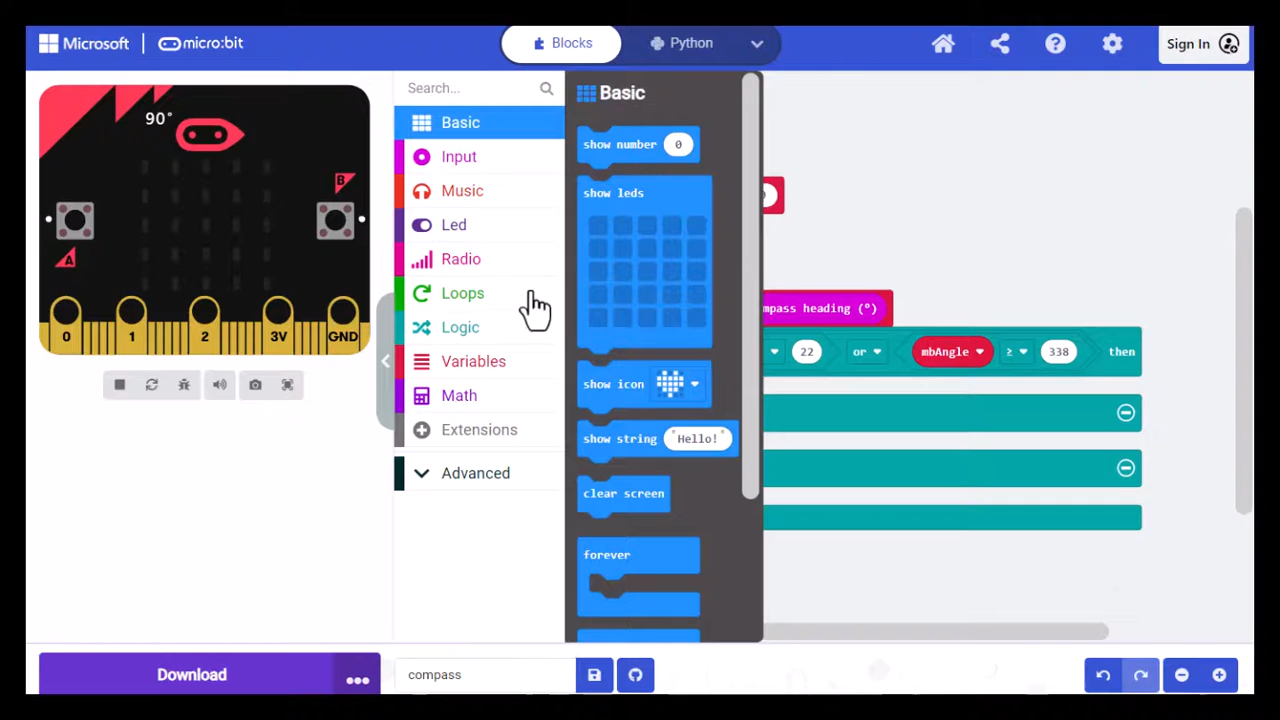 Microsoft micro:bit Blocks Python Sign In
90°
B
A
0 1 2 3V GND
Download
Search...
Basic
Input
Music
Led
Radio
Loops
Logic
Variables
Math
Extensions
Advanced
Basic
show number 0
show leds
show icon
show string "Hello!"
clear screen
forever
compass heading (°)
22 or mbAngle ≥ 338 then
compass